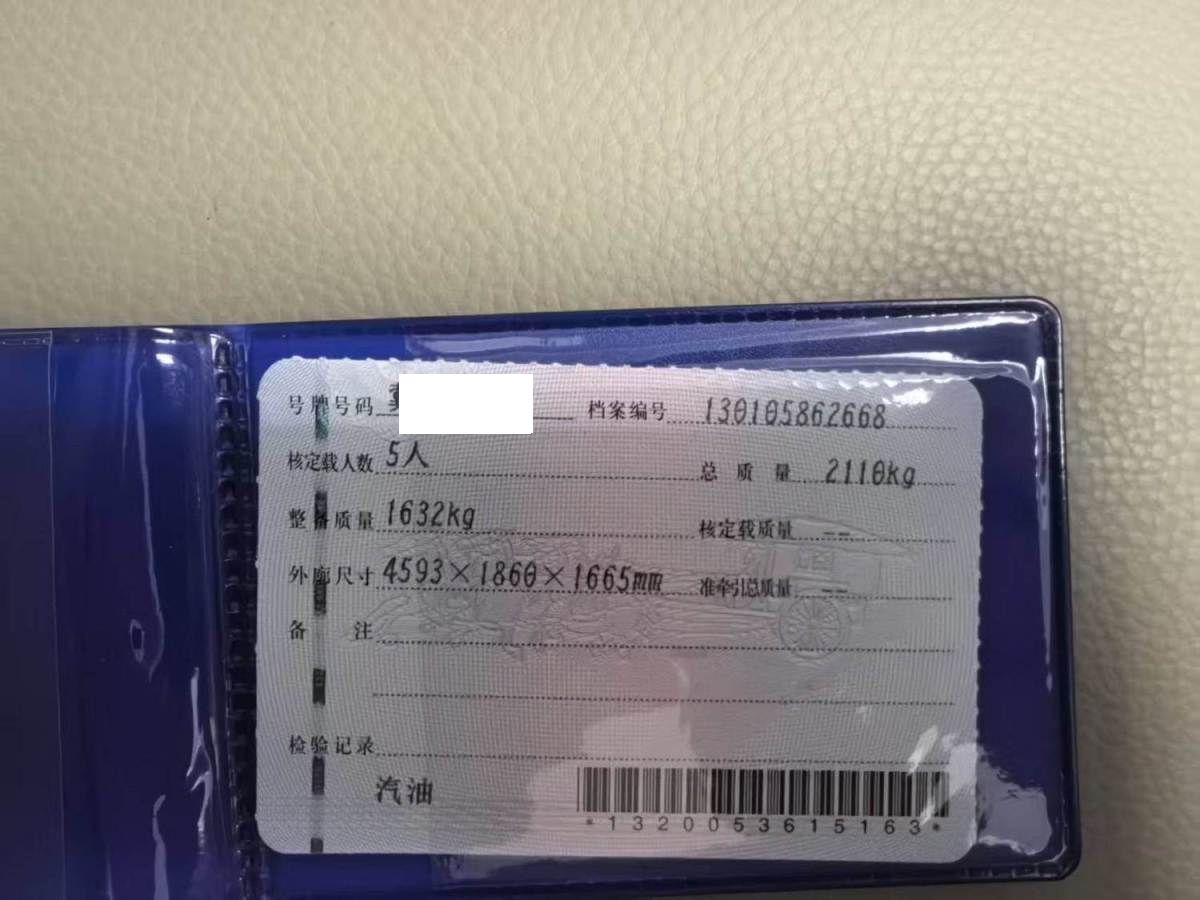 号牌号码 冀 档案编号 130105862668
核定载人数 5人 总质量 2110kg
整备质量 1632kg 核定载质量 --
外廓尺寸 4593×1860×1665mm 准牵引总质量 --
备注
检验记录
汽油
*1320053615163*